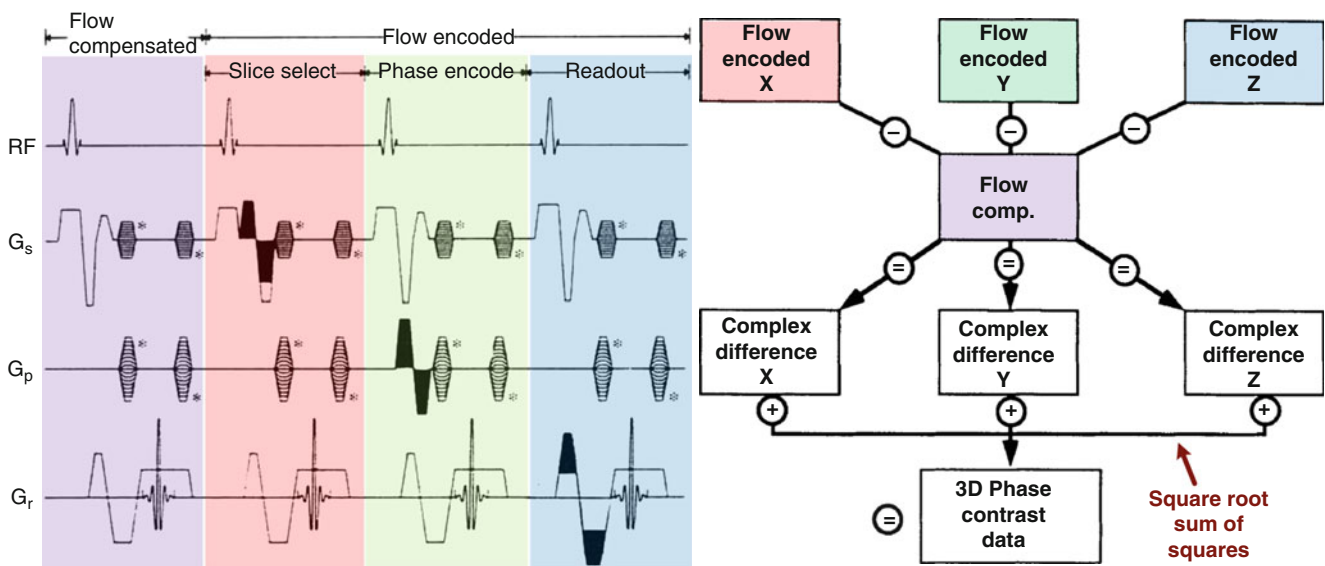 Flow
compensated
Flow encoded
Slice select
Phase encode
Readout
RF
Gs
Gp
Gr
Flow
encoded
X
Flow
encoded
Y
Flow
encoded
Z
−
−
−
Flow
comp.
=
=
=
Complex
difference
X
Complex
difference
Y
Complex
difference
Z
+
+
+
=
3D Phase
contrast
data
Square root
sum of
squares